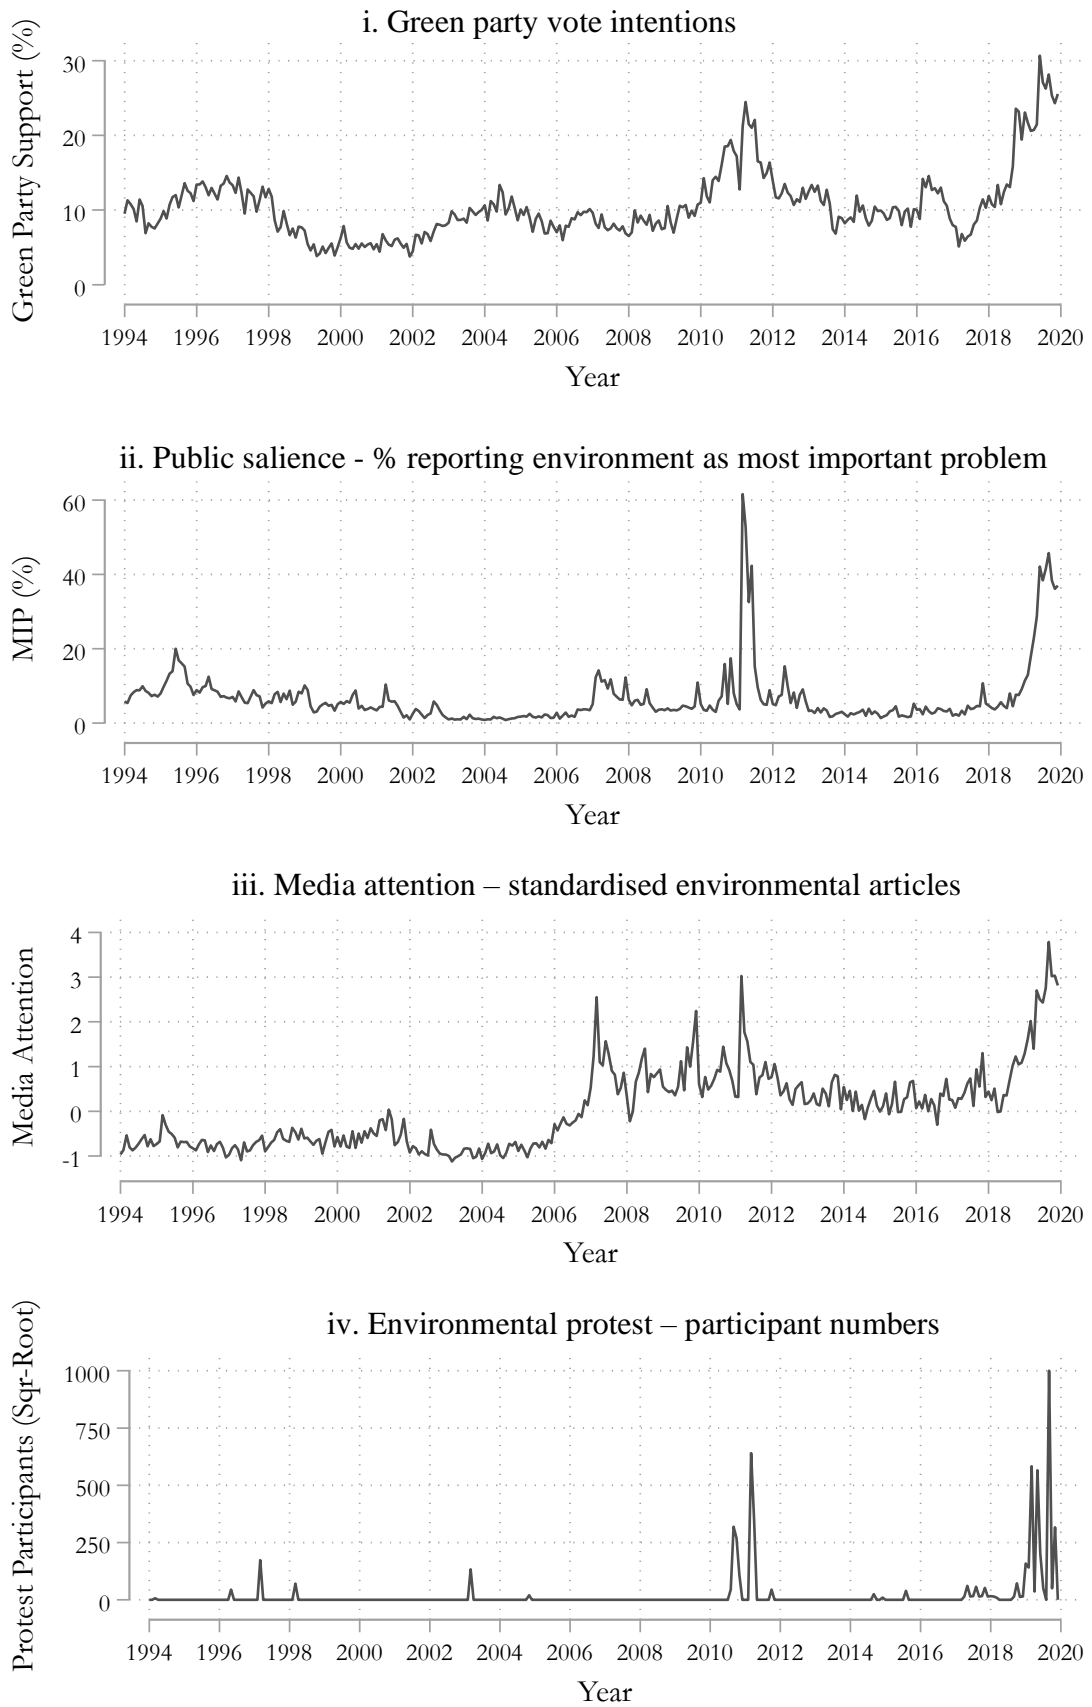 i. Green party vote intentions
Green Party Support (%)
30
20
10
0
1994 1996 1998 2000 2002 2004 2006 2008 2010 2012 2014 2016 2018 2020
Year
ii. Public salience - % reporting environment as most important problem
MIP (%)
60
40
20
0
1994 1996 1998 2000 2002 2004 2006 2008 2010 2012 2014 2016 2018 2020
Year
iii. Media attention – standardised environmental articles
Media Attention
4
3
2
1
0
-1
1994 1996 1998 2000 2002 2004 2006 2008 2010 2012 2014 2016 2018 2020
Year
iv. Environmental protest – participant numbers
Protest Participants (Sqr-Root)
1000
750
500
250
0
1994 1996 1998 2000 2002 2004 2006 2008 2010 2012 2014 2016 2018 2020
Year